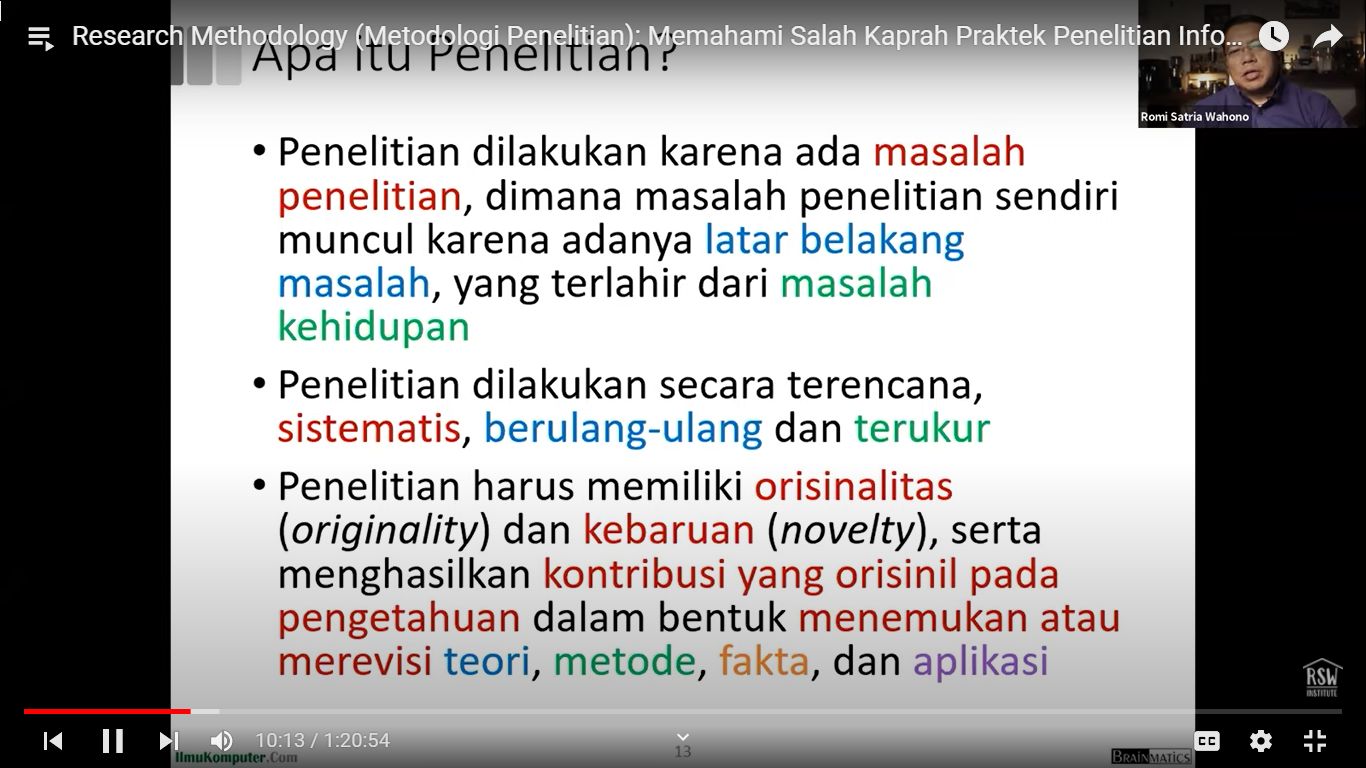 Research Methodology (Metodologi Penelitian): Memahami Salah Kaprah Praktek Penelitian Info...
Apa itu Penelitian?
Romi Satria Wahono
• Penelitian dilakukan karena ada masalah
penelitian, dimana masalah penelitian sendiri
muncul karena adanya latar belakang
masalah, yang terlahir dari masalah
kehidupan
• Penelitian dilakukan secara terencana,
sistematis, berulang-ulang dan terukur
• Penelitian harus memiliki orisinalitas
(originality) dan kebaruan (novelty), serta
menghasilkan kontribusi yang orisinil pada
pengetahuan dalam bentuk menemukan atau
merevisi teori, metode, fakta, dan aplikasi
RSW
INSTITUTE
10:13 / 1:20:54
CC
IlmuKomputer.Com
13
BRAINMATICS